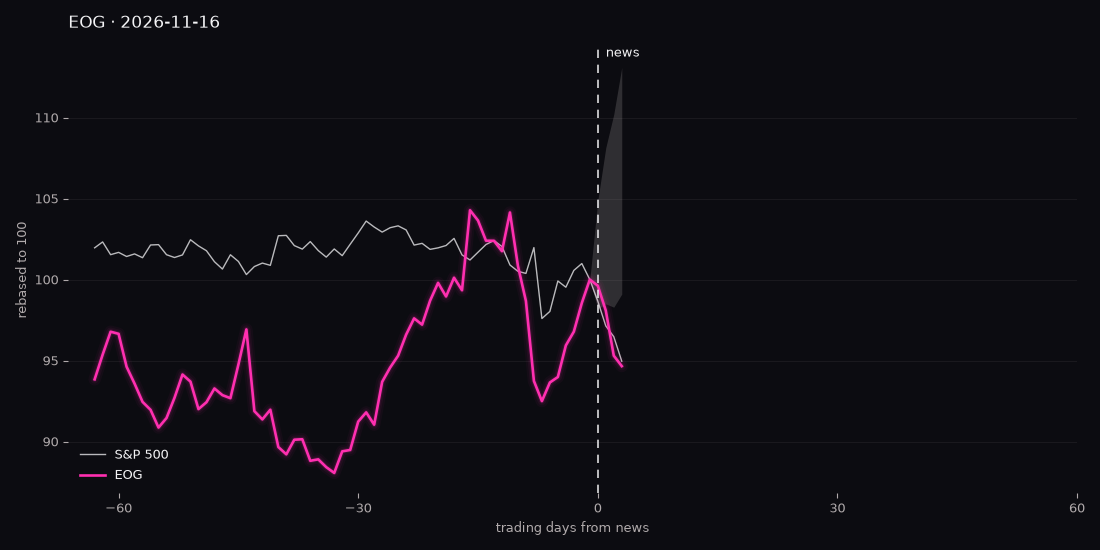 EOG · 2026-11-16
news
110
105
100
95
90
rebased to 100
S&P 500
EOG
−60
−30
0
30
60
trading days from news